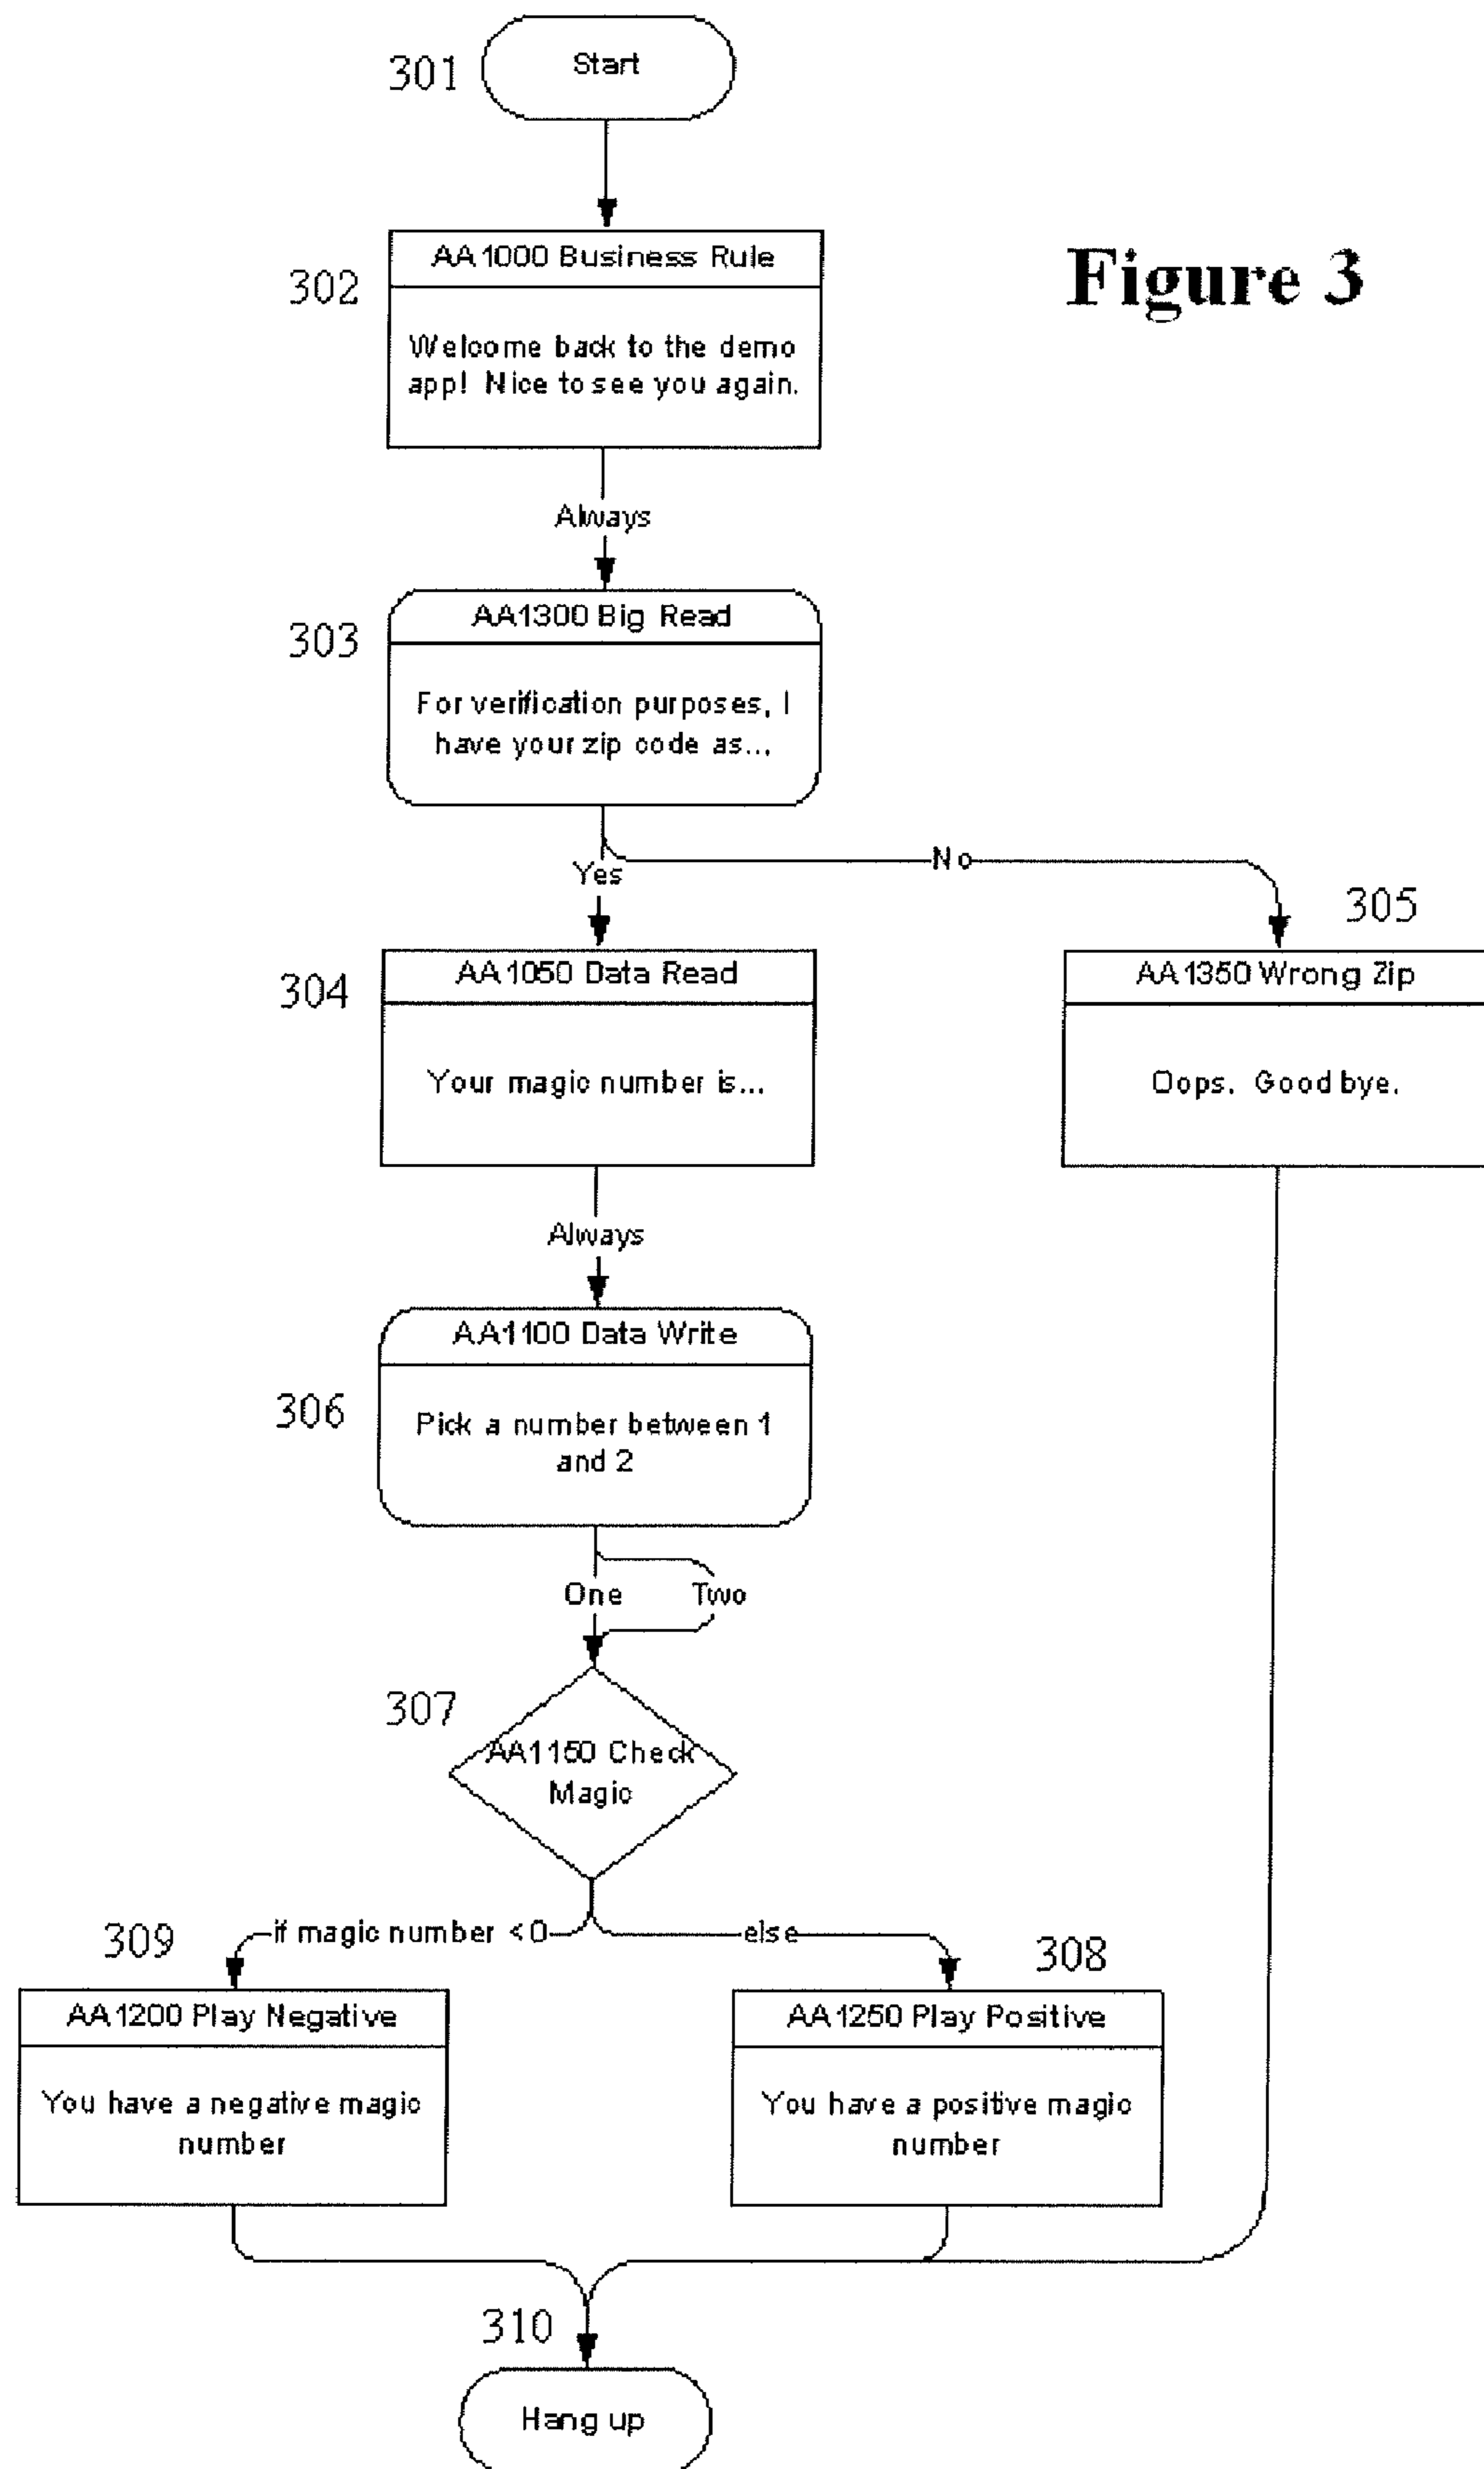 301
Start
Figure 3
302
AA1000 Business Rule
Welcome back to the demo
app! Nice to see you again.
Always
303
AA1300 Big Read
For verification purposes, I
have your zip code as...
Yes
No
304
AA1050 Data Read
Your magic number is...
305
AA1350 Wrong Zip
Oops. Good bye.
Always
306
AA1100 Data Write
Pick a number between 1
and 2
One
Two
307
AA1150 Check
Magic
if magic number <0
else
309
AA1200 Play Negative
You have a negative magic
number
308
AA1250 Play Positive
You have a positive magic
number
310
Hang up